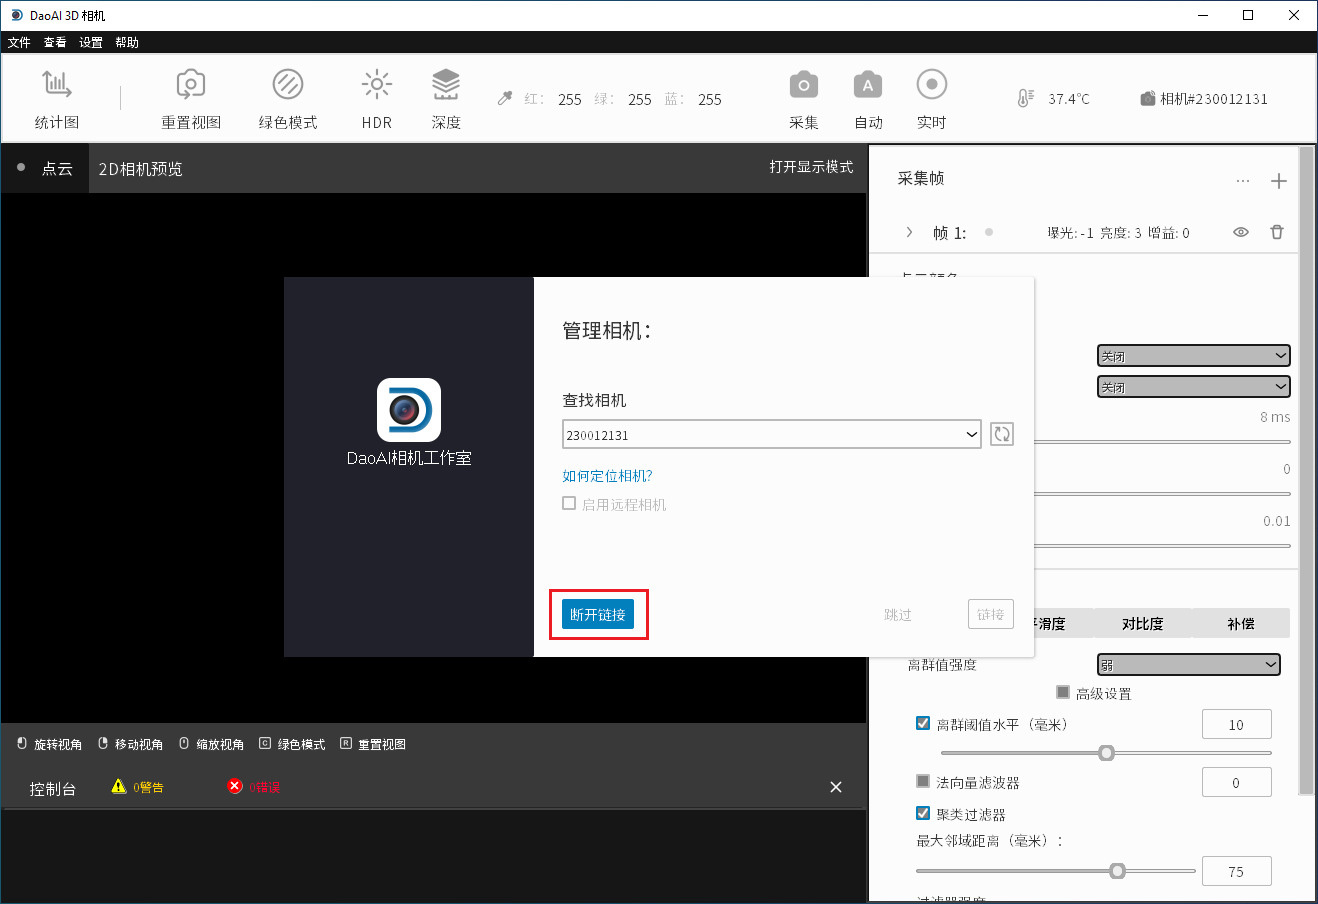 DaoAI 3D 相机
文件 查看 设置 帮助
统计图 重置视图 绿色模式 HDR 深度 红: 255 绿: 255 蓝: 255 采集 自动 实时 37.4℃ 相机#230012131
点云 2D相机预览 打开显示模式
采集帧 ...
帧 1: 曝光: -1 亮度: 3 增益: 0
管理相机：
关闭
关闭
查找相机
8 ms
DaoAI相机工作室
230012131
0
如何定位相机?
启用远程相机
0.01
断开链接 跳过 链接
滑度 对比度 补偿
离群值强度 弱
高级设置
离群阈值水平（毫米） 10
法向量滤波器 0
聚类过滤器
最大邻域距离（毫米）：
75
旋转视角 移动视角 缩放视角 C 绿色模式 R 重置视图
控制台 0警告 0错误